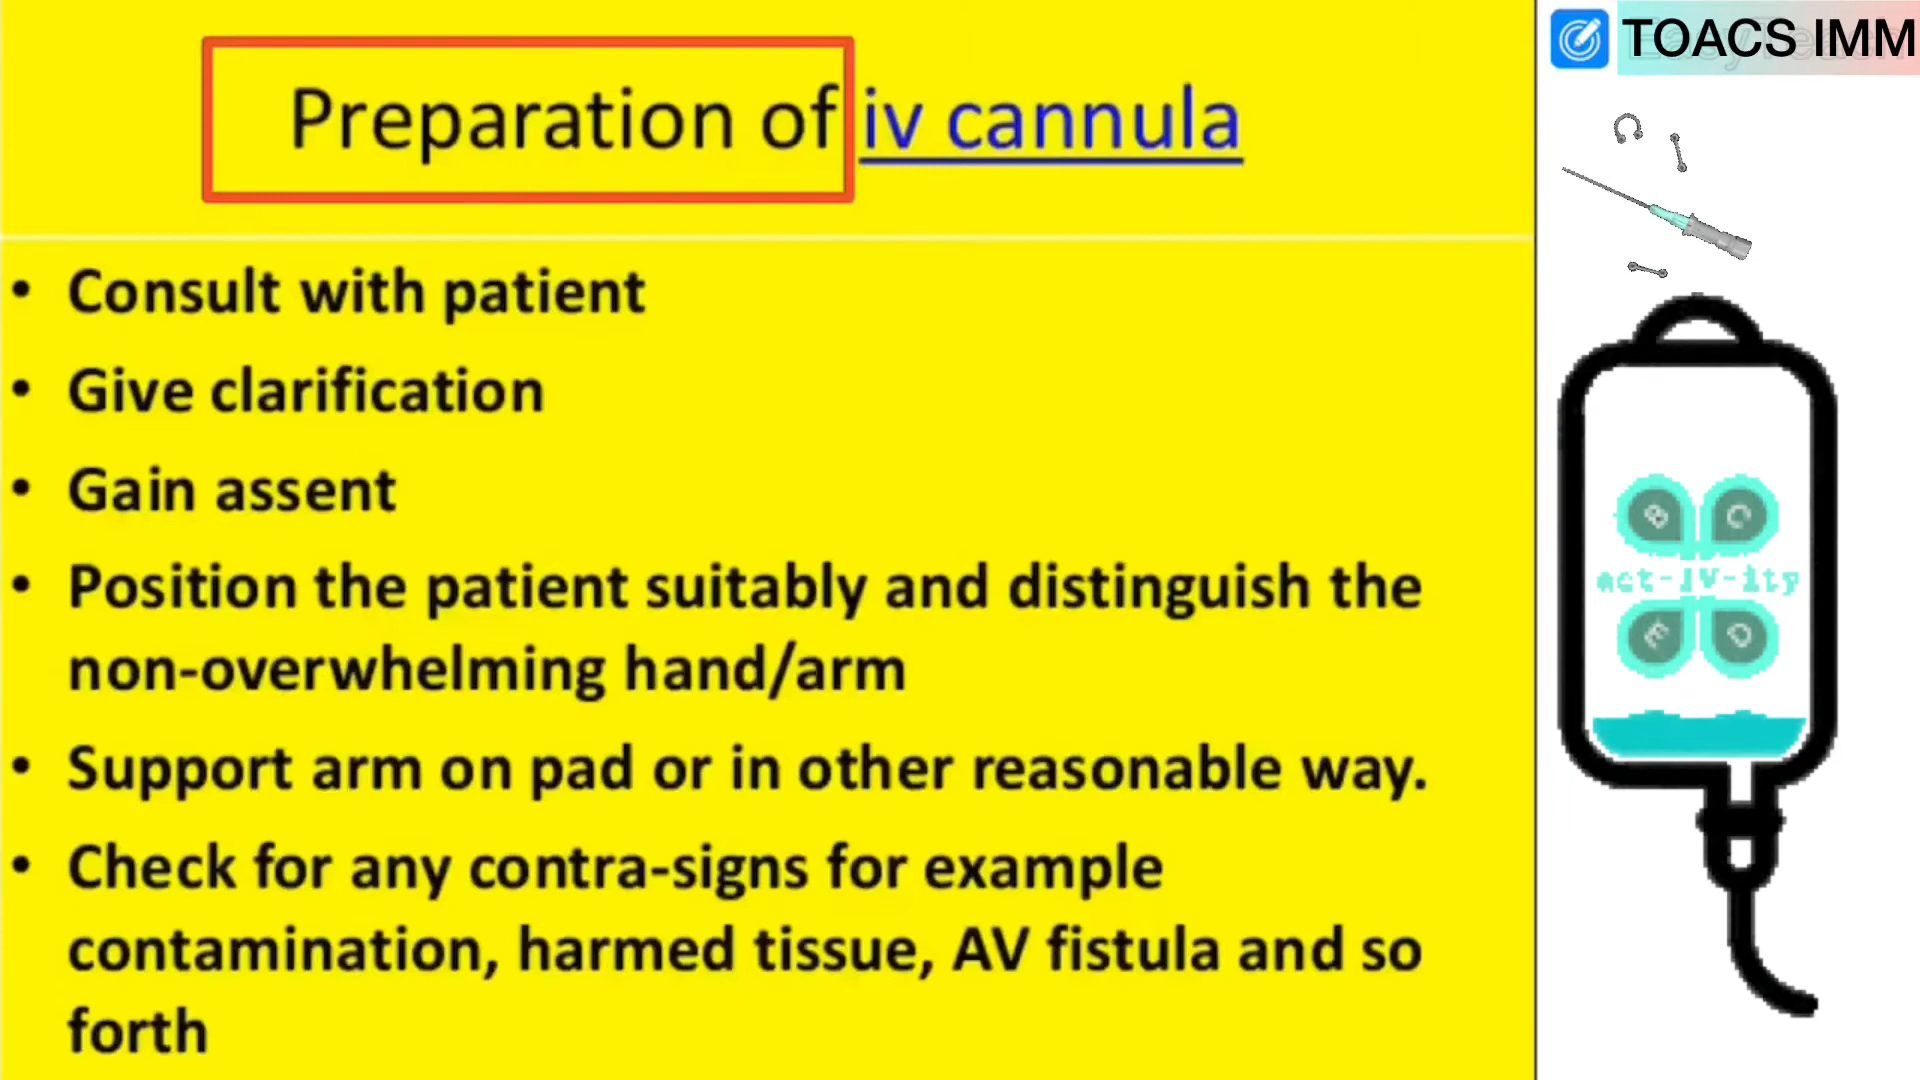 Preparation of iv cannula
• Consult with patient
• Give clarification
• Gain assent
• Position the patient suitably and distinguish the
non-overwhelming hand/arm
• Support arm on pad or in other reasonable way.
• Check for any contra-signs for example
contamination, harmed tissue, AV fistula and so
forth
TOACS IMM
B C
act-IV-ity
E D